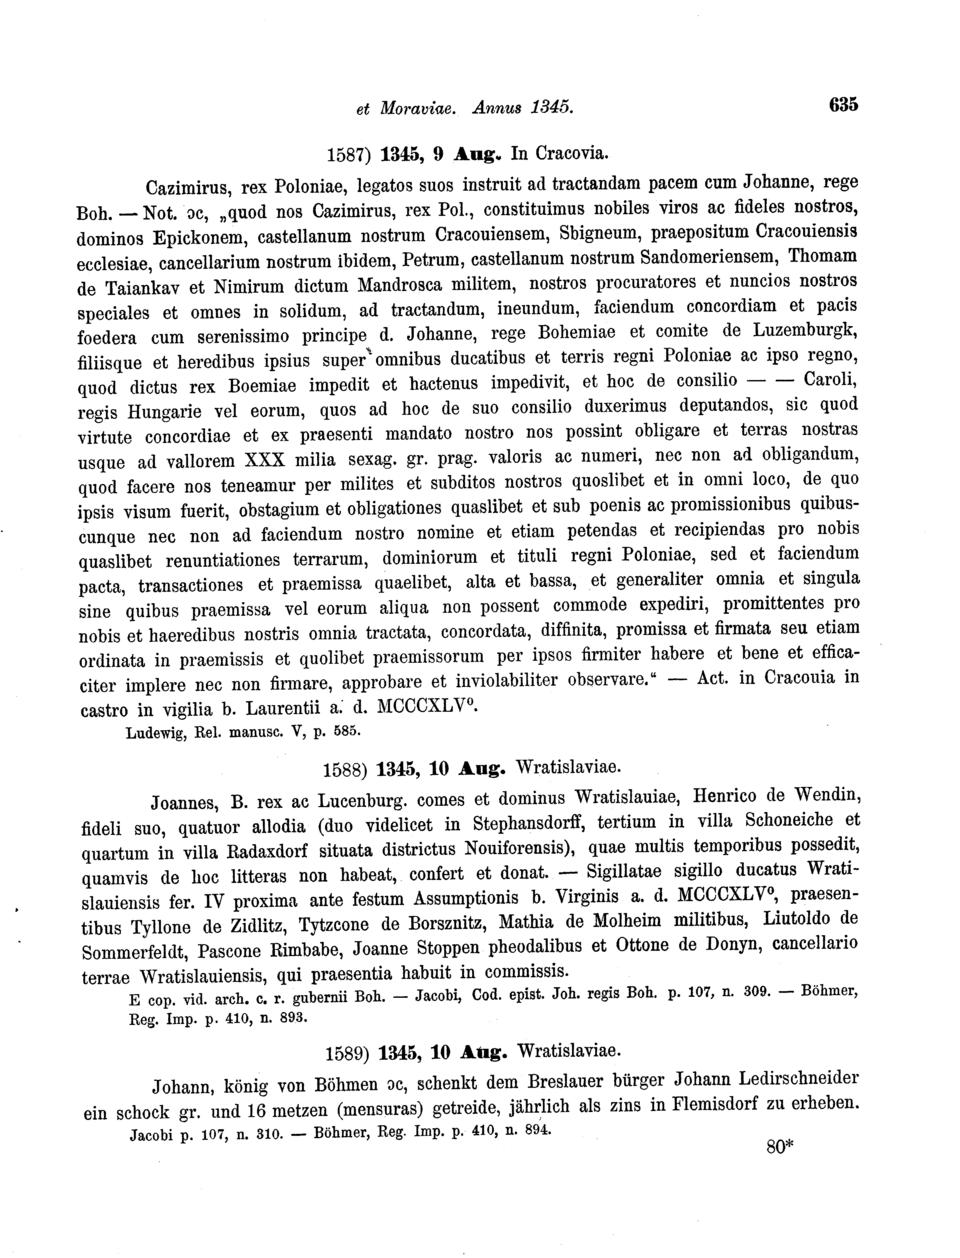 et Moraviae. Annus 1345. 635
1587) 1345, 9 Aug. In Cracovia.
Cazimirus, rex Poloniae, legatos suos instruit ad tractandam pacem cum Johanne, rege
Boh. — Not. ɔc, „quod nos Cazimirus, rex Pol., constituimus nobiles viros ac fideles nostros,
dominos Epickonem, castellanum nostrum Cracouiensem, Sbigneum, praepositum Cracouiensis
ecclesiae, cancellarium nostrum ibidem, Petrum, castellanum nostrum Sandomeriensem, Thomam
de Taiankav et Nimirum dictum Mandrosca militem, nostros procuratores et nuncios nostros
speciales et omnes in solidum, ad tractandum, ineundum, faciendum concordiam et pacis
foedera cum serenissimo principe d. Johanne, rege Bohemiae et comite de Luzemburgk,
filiisque et heredibus ipsius super omnibus ducatibus et terris regni Poloniae ac ipso regno,
quod dictus rex Boemiae impedit et hactenus impedivit, et hoc de consilio — — Caroli,
regis Hungarie vel eorum, quos ad hoc de suo consilio duxerimus deputandos, sic quod
virtute concordiae et ex praesenti mandato nostro nos possint obligare et terras nostras
usque ad vallorem XXX milia sexag. gr. prag. valoris ac numeri, nec non ad obligandum,
quod facere nos teneamur per milites et subditos nostros quoslibet et in omni loco, de quo
ipsis visum fuerit, obstagium et obligationes quaslibet et sub poenis ac promissionibus quibus-
cunque nec non ad faciendum nostro nomine et etiam petendas et recipiendas pro nobis
quaslibet renuntiationes terrarum, dominiorum et tituli regni Poloniae, sed et faciendum
pacta, transactiones et praemissa quaelibet, alta et bassa, et generaliter omnia et singula
sine quibus praemissa vel eorum aliqua non possent commode expediri, promittentes pro
nobis et haeredibus nostris omnia tractata, concordata, diffinita, promissa et firmata seu etiam
ordinata in praemissis et quolibet praemissorum per ipsos firmiter habere et bene et effica-
citer implere nec non firmare, approbare et inviolabiliter observare.“ — Act. in Cracouia in
castro in vigilia b. Laurentii a. d. MCCCXLV⁰.
Ludewig, Rel. manusc. V, p. 585.
1588) 1345, 10 Aug. Wratislaviae.
Joannes, B. rex ac Lucenburg. comes et dominus Wratislauiae, Henrico de Wendin,
fideli suo, quatuor allodia (duo videlicet in Stephansdorff, tertium in villa Schoneiche et
quartum in villa Radaxdorf situata districtus Nouiforensis), quae multis temporibus possedit,
quamvis de hoc litteras non habeat, confert et donat. — Sigillatae sigillo ducatus Wrati-
slauiensis fer. IV proxima ante festum Assumptionis b. Virginis a. d. MCCCXLV⁰, praesen-
tibus Tyllone de Zidlitz, Tytzcone de Borsznitz, Mathia de Molheim militibus, Liutoldo de
Sommerfeldt, Pascone Rimbabe, Joanne Stoppen pheodalibus et Ottone de Donyn, cancellario
terrae Wratislauiensis, qui praesentia habuit in commissis.
E cop. vid. arch. c. r. gubernii Boh. — Jacobi, Cod. epist. Joh. regis Boh. p. 107, n. 309. — Böhmer,
Reg. Imp. p. 410, n. 893.
1589) 1345, 10 Aug. Wratislaviae.
Johann, könig von Böhmen ɔc, schenkt dem Breslauer bürger Johann Ledirschneider
ein schock gr. und 16 metzen (mensuras) getreide, jährlich als zins in Flemisdorf zu erheben.
Jacobi p. 107, n. 310. — Böhmer, Reg. Imp. p. 410, n. 894.
80*